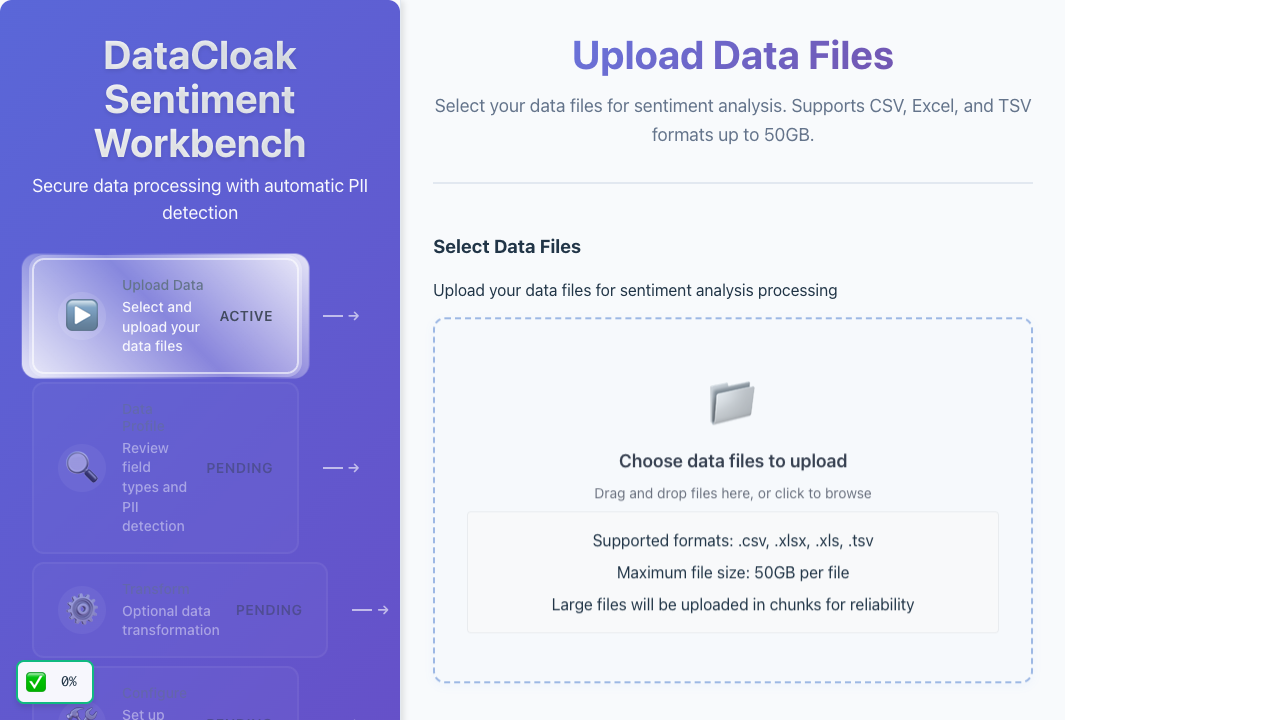 DataCloak
Sentiment
Workbench
Secure data processing with automatic PII
detection
Upload Data
Select and
upload your
data files
ACTIVE
Review
field
types and
PII
detection
PENDING
Optional data
transformation
PENDING
Set up
0%
Upload Data Files
Select your data files for sentiment analysis. Supports CSV, Excel, and TSV
formats up to 50GB.
Select Data Files
Upload your data files for sentiment analysis processing
Choose data files to upload
Drag and drop files here, or click to browse
Supported formats: .csv, .xlsx, .xls, .tsv
Maximum file size: 50GB per file
Large files will be uploaded in chunks for reliability